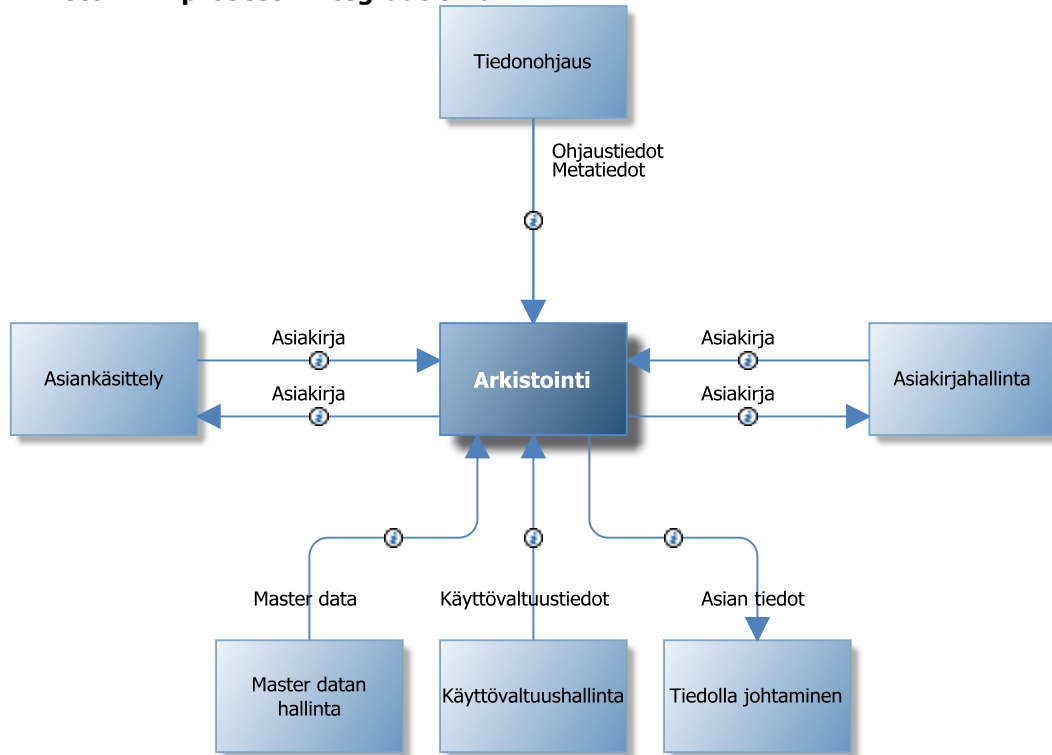 Tiedonohjaus
Ohjaustiedot
Metatiedot
Asiakirja
Asiakirja
Asiankäsittely
Arkistointi
Asiakirjahallinta
Asiakirja
Asiakirja
Master data
Käyttövaltuustiedot
Asian tiedot
Master datan
hallinta
Käyttövaltuushallinta
Tiedolla johtaminen